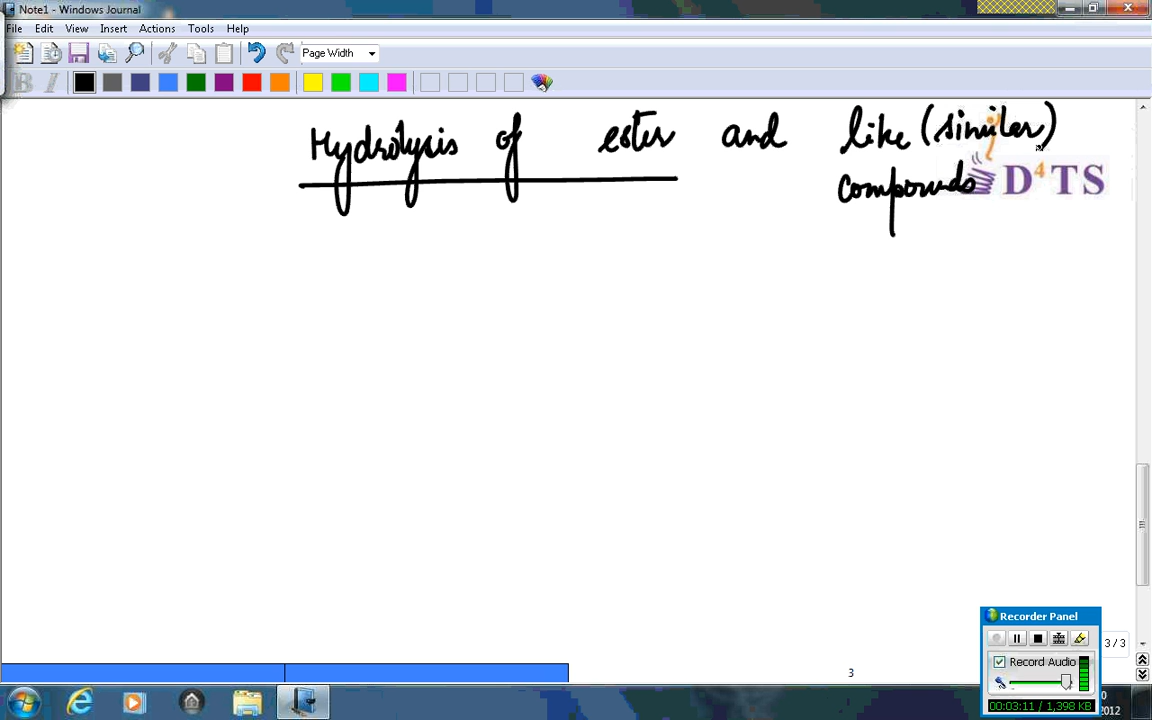 Note1 - Windows Journal
File Edit View Insert Actions Tools Help
Page Width
B I
Hydrolysis of ester and like (similar)
compounds
D4TS
Recorder Panel
Record Audio
00:03:11 / 1,398 KB
3 / 3
3
0
2012